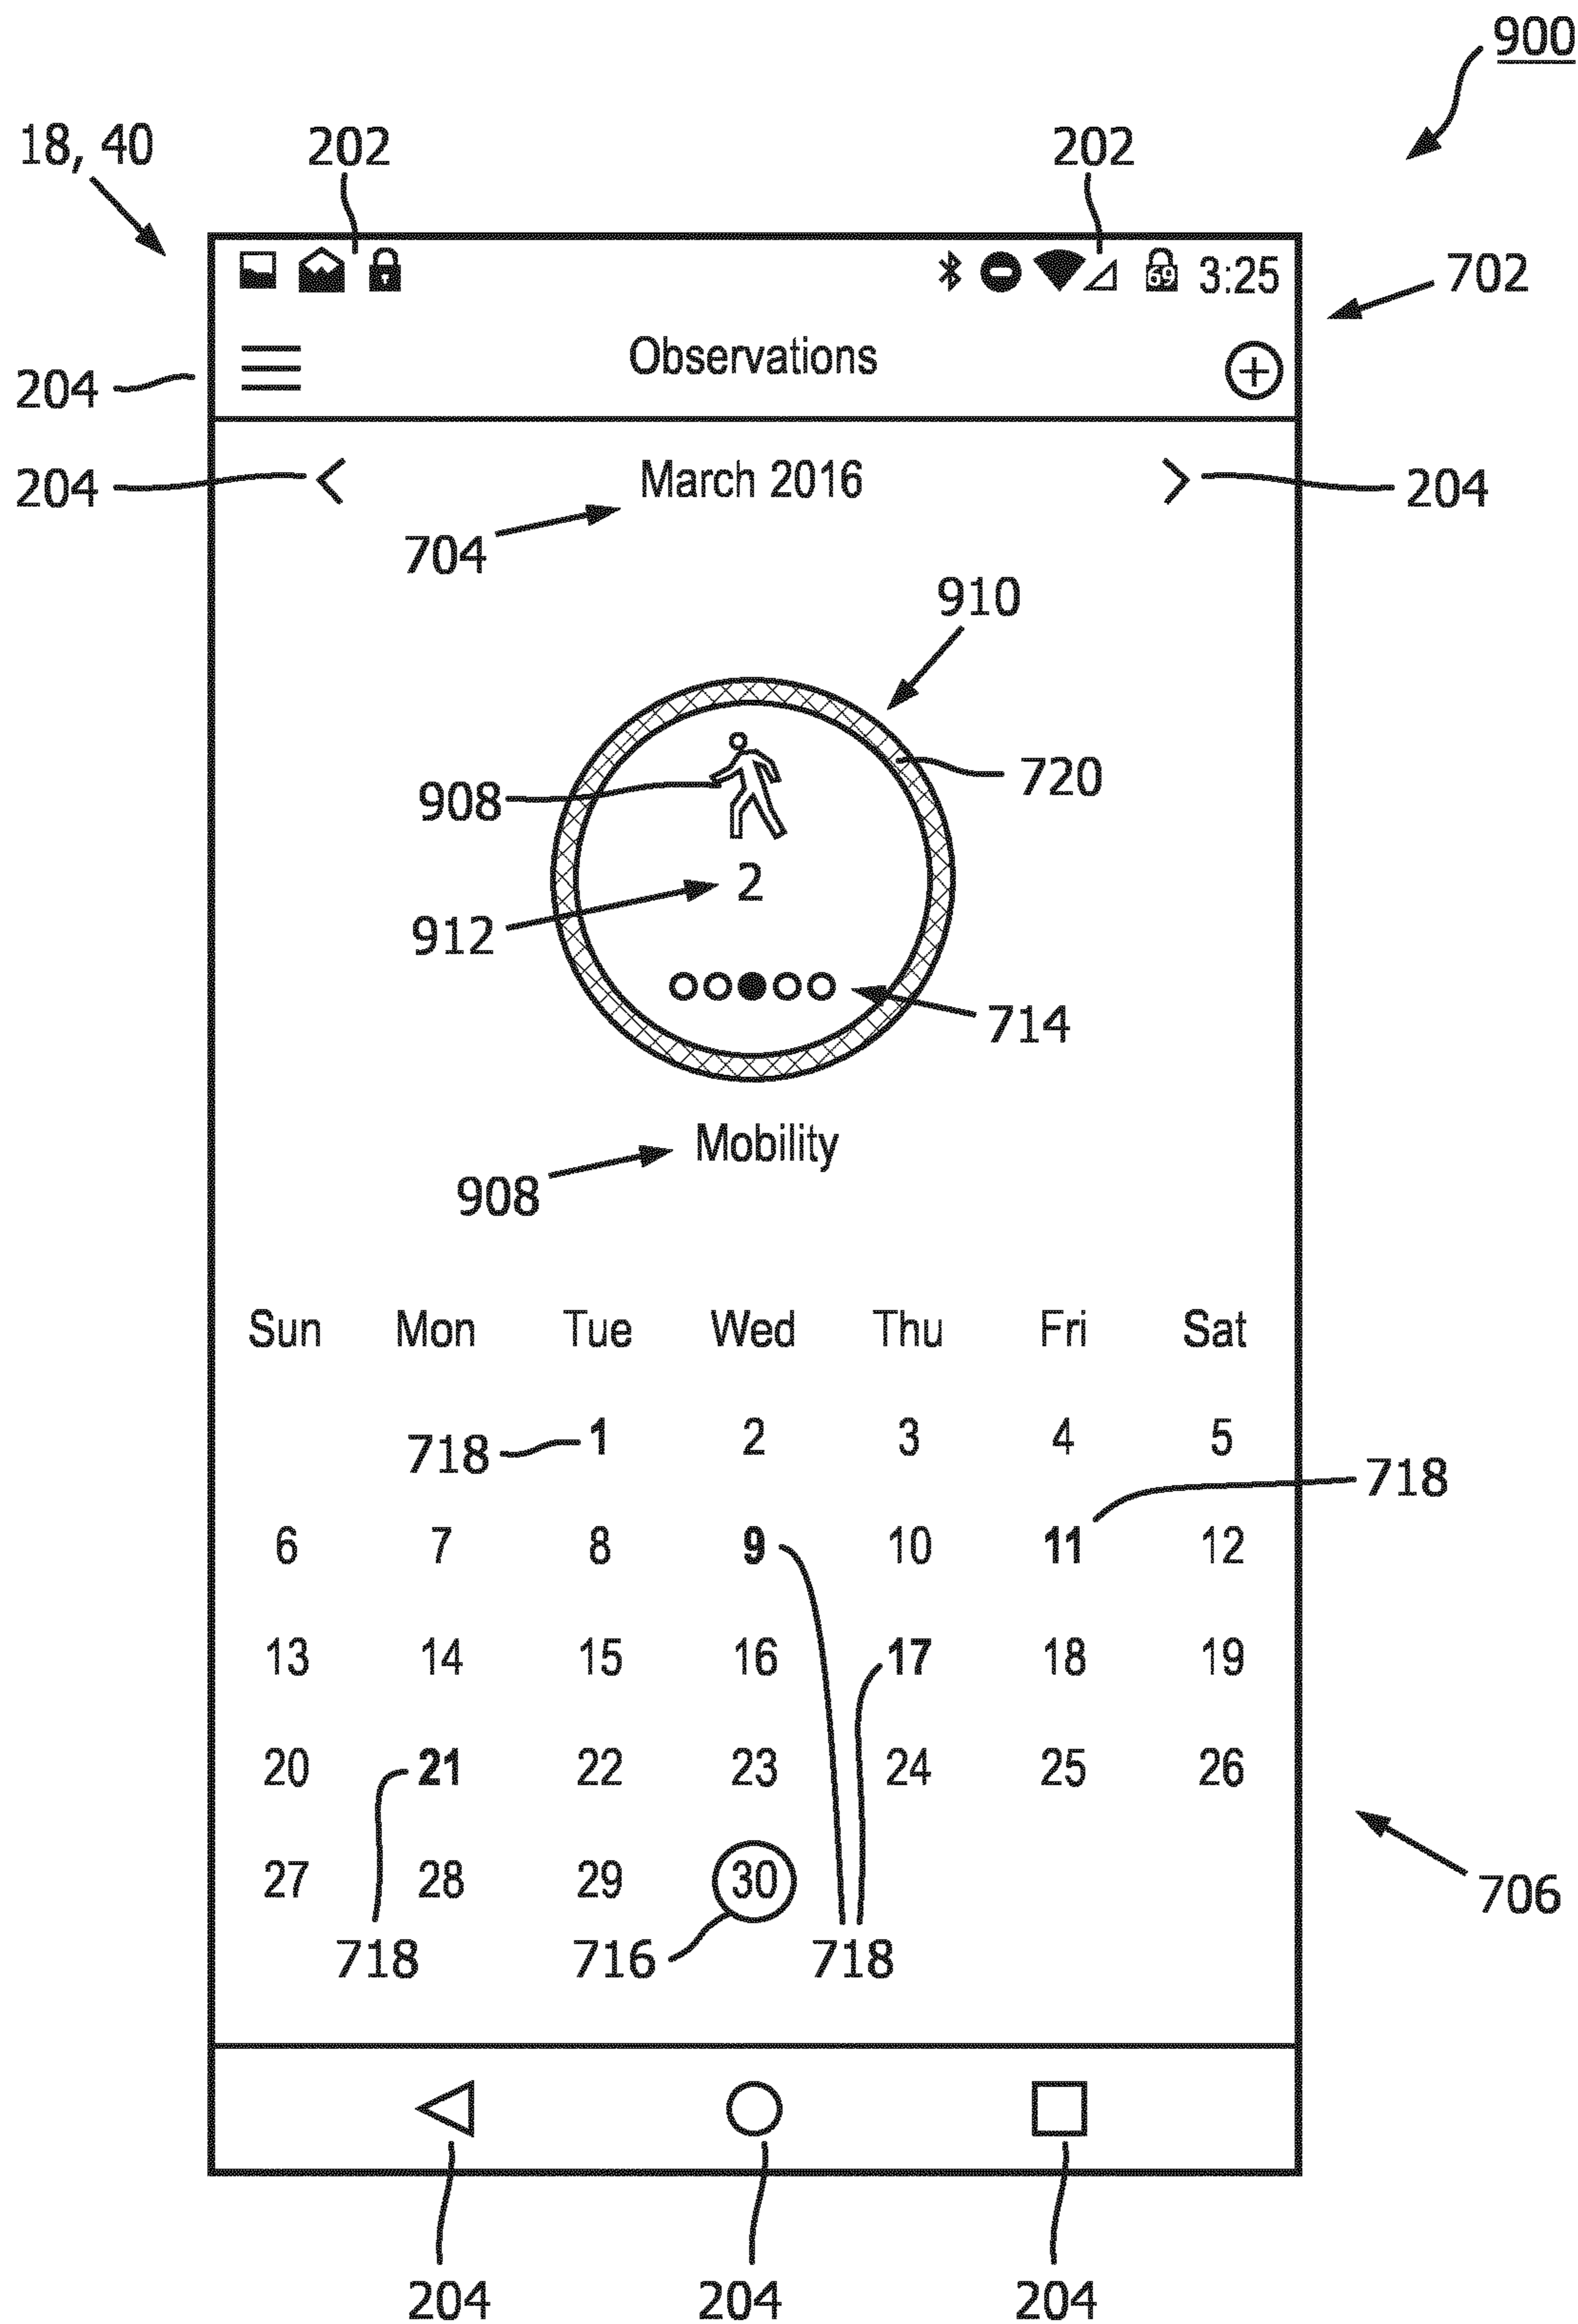 900
18, 40
202
202
69 3:25
702
Observations
204
204
March 2016
204
704
910
908
720
2
912
714
Mobility
908
Sun Mon Tue Wed Thu Fri Sat
718 1 2 3 4 5
718
6 7 8 9 10 11 12
13 14 15 16 17 18 19
20 21 22 23 24 25 26
27 28 29 30
706
718 716 718
204 204 204